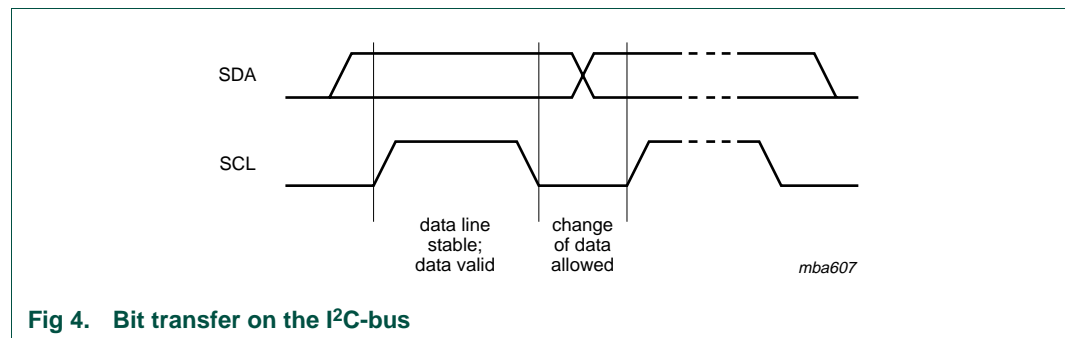 SDA
SCL
data line
stable;
data valid
change
of data
allowed
mba607
Fig 4. Bit transfer on the I²C-bus